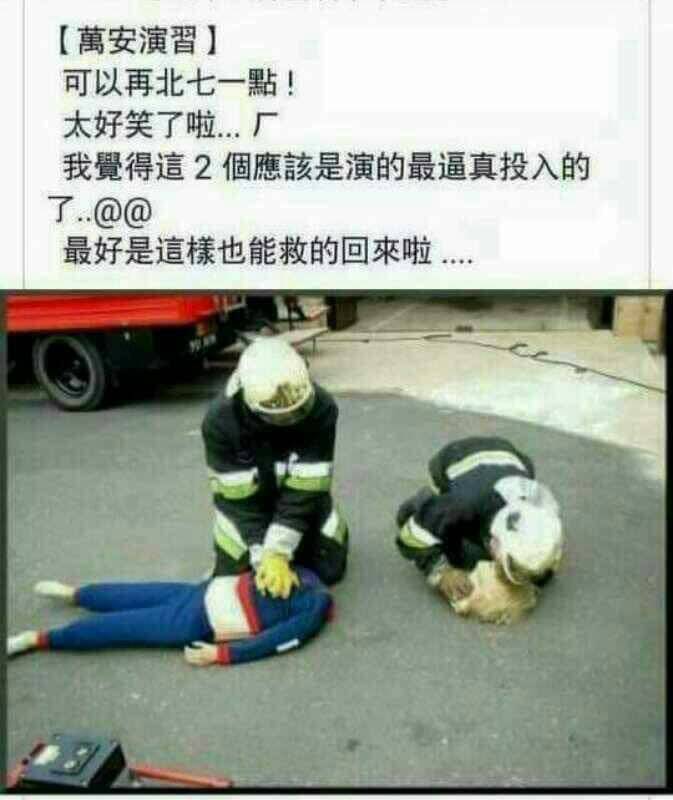 【萬安演習】
可以再北七一點!
太好笑了啦... ㄏ
我覺得這 2 個應該是演的最逼真投入的
了..@@
最好是這樣也能救的回來啦 ....